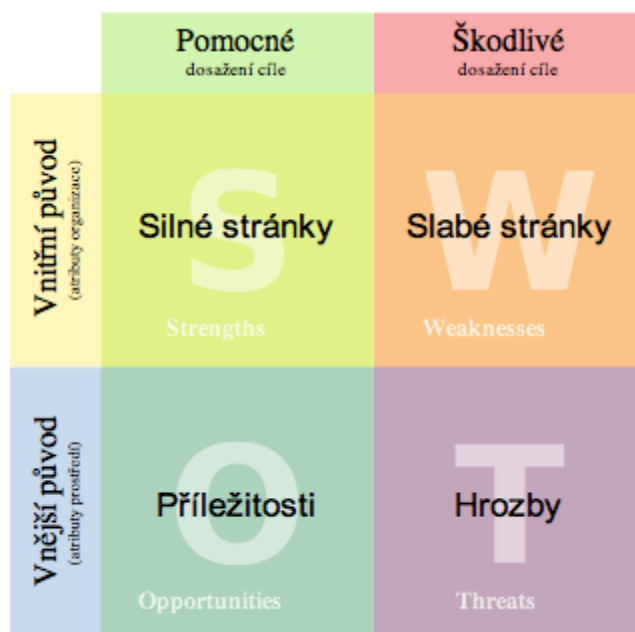 Pomocné
dosažení cíle
Škodlivé
dosažení cíle
Vnitřní původ
(atributy organizace)
S
Silné stránky
Strengths
W
Slabé stránky
Weaknesses
Vnější původ
(atributy prostředí)
O
Příležitosti
Opportunities
T
Hrozby
Threats